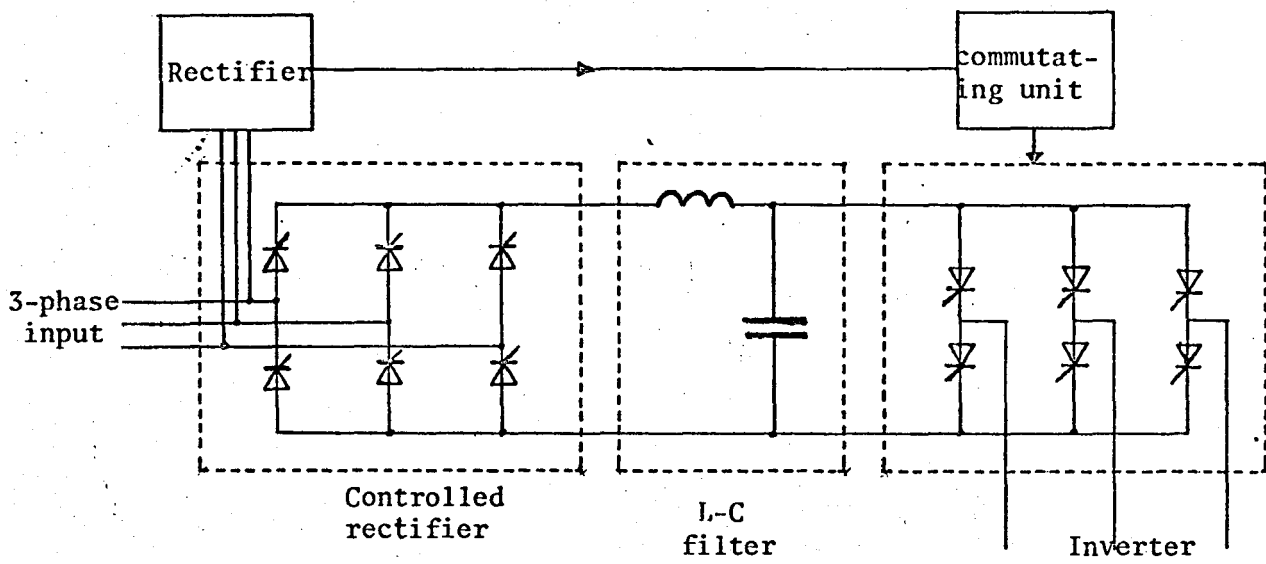 Rectifier
commutat-
ing unit
3-phase
input
Controlled
rectifier
L-C
filter
Inverter